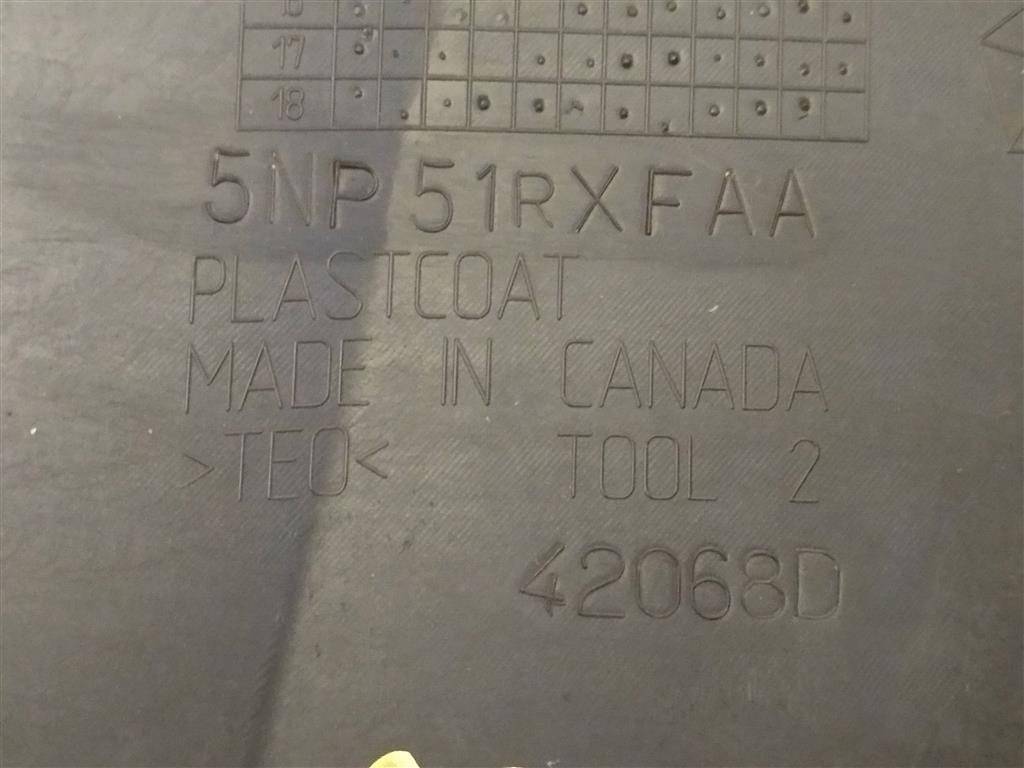 17
18
5NP51RXFAA
PLASTCOAT
MADE IN CANADA
>TEO< TOOL 2
42068D